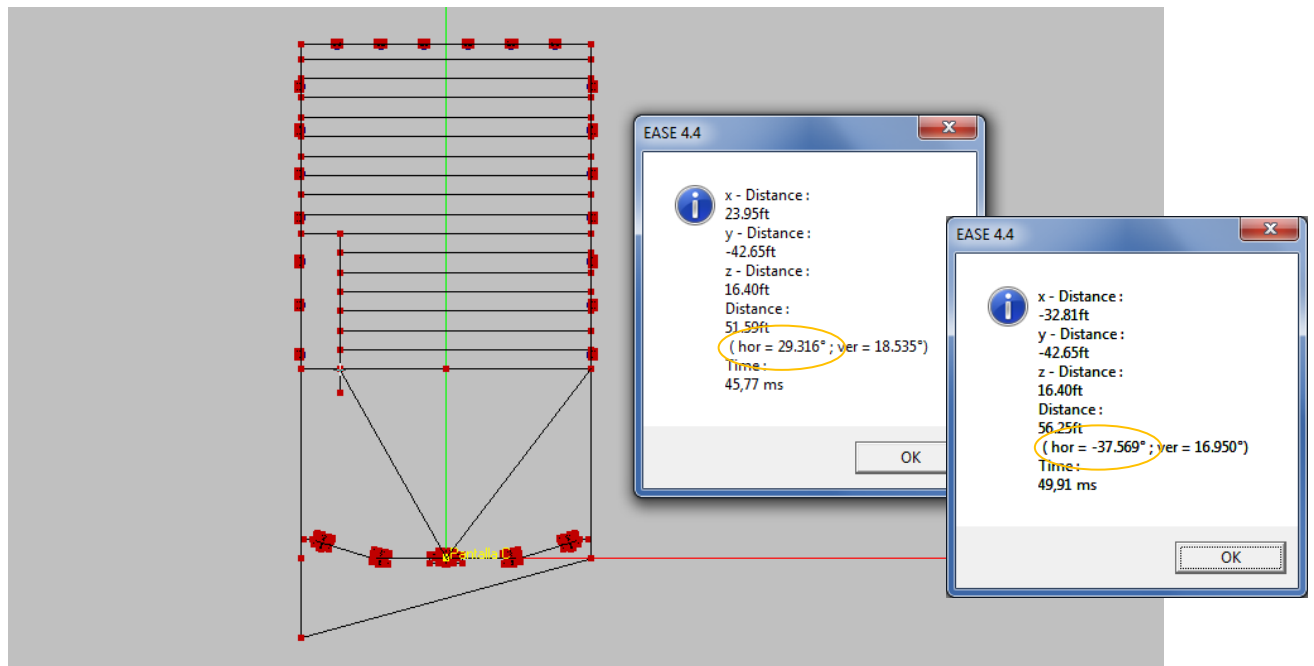 EASE 4.4
x - Distance :
23.95ft
y - Distance :
-42.65ft
z - Distance :
16.40ft
Distance :
51.59ft
( hor = 29.316° ; ver = 18.535°)
Time :
45,77 ms
OK
EASE 4.4
x - Distance :
-32.81ft
y - Distance :
-42.65ft
z - Distance :
16.40ft
Distance :
56.25ft
( hor = -37.569° ; ver = 16.950°)
Time :
49,91 ms
OK